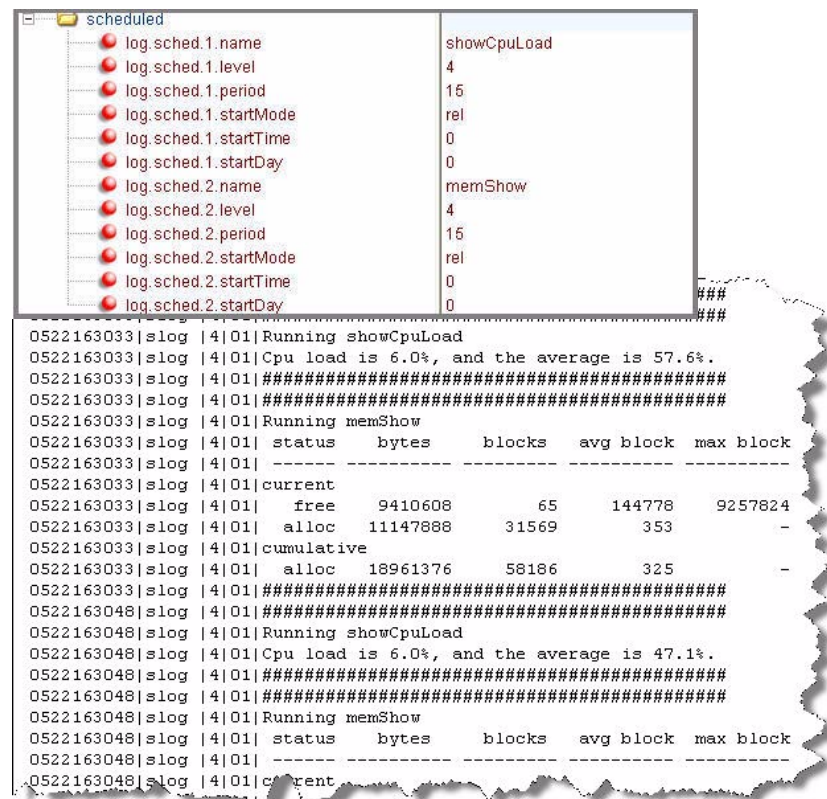 scheduled
log.sched.1.name showCpuLoad
log.sched.1.level 4
log.sched.1.period 15
log.sched.1.startMode rel
log.sched.1.startTime 0
log.sched.1.startDay 0
log.sched.2.name memShow
log.sched.2.level 4
log.sched.2.period 15
log.sched.2.startMode rel
log.sched.2.startTime 0
log.sched.2.startDay 0
###
###
0522163033|slog |4|01|Running showCpuLoad
0522163033|slog |4|01|Cpu load is 6.0%, and the average is 57.6%.
0522163033|slog |4|01|############################################
0522163033|slog |4|01|############################################
0522163033|slog |4|01|Running memShow
0522163033|slog |4|01| status bytes blocks avg block max block
0522163033|slog |4|01| ------ ---------- --------- ---------- ----------
0522163033|slog |4|01|current
0522163033|slog |4|01| free 9410608 65 144778 9257824
0522163033|slog |4|01| alloc 11147888 31569 353 -
0522163033|slog |4|01|cumulative
0522163033|slog |4|01| alloc 18961376 58186 325 -
0522163033|slog |4|01|############################################
0522163048|slog |4|01|############################################
0522163048|slog |4|01|Running showCpuLoad
0522163048|slog |4|01|Cpu load is 6.0%, and the average is 47.1%.
0522163048|slog |4|01|############################################
0522163048|slog |4|01|############################################
0522163048|slog |4|01|Running memShow
0522163048|slog |4|01| status bytes blocks avg block max block
0522163048|slog |4|01| ------ ---------- --------- ---------- ----------
0522163048|slog |4|01|current